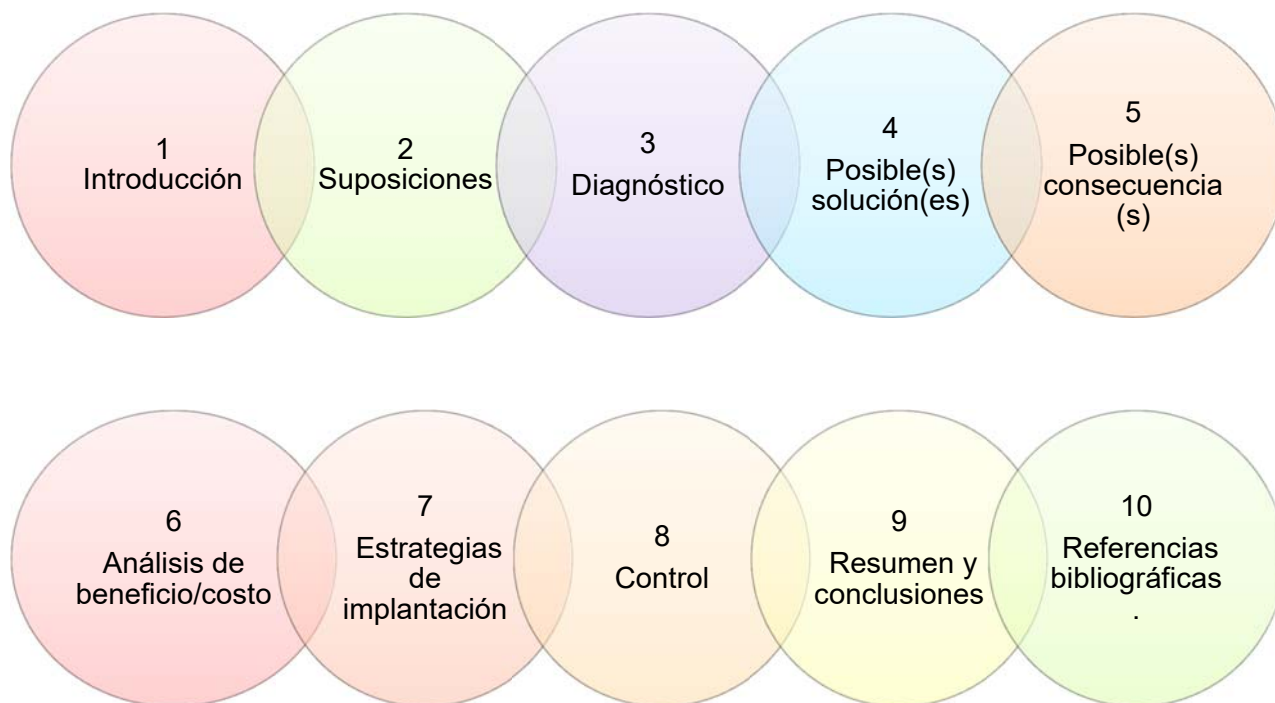 1
Introducción
2
Suposiciones
3
Diagnóstico
4
Posible(s)
solución(es)
5
Posible(s)
consecuencia
(s)
6
Análisis de
beneficio/costo
7
Estrategias
de
implantación
8
Control
9
Resumen y
conclusiones
10
Referencias
bibliográficas
.